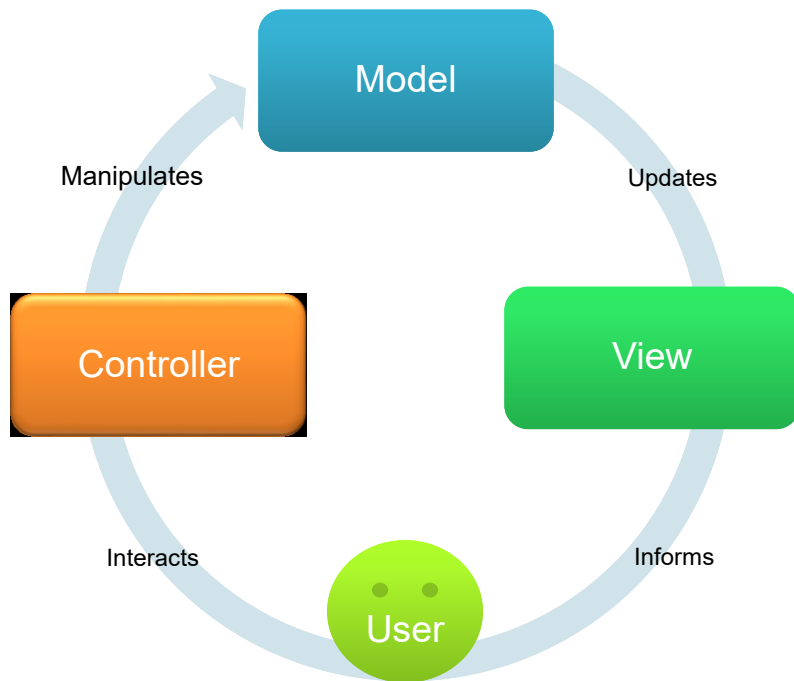 Model
Manipulates
Updates
Controller
View
Interacts
Informs
User